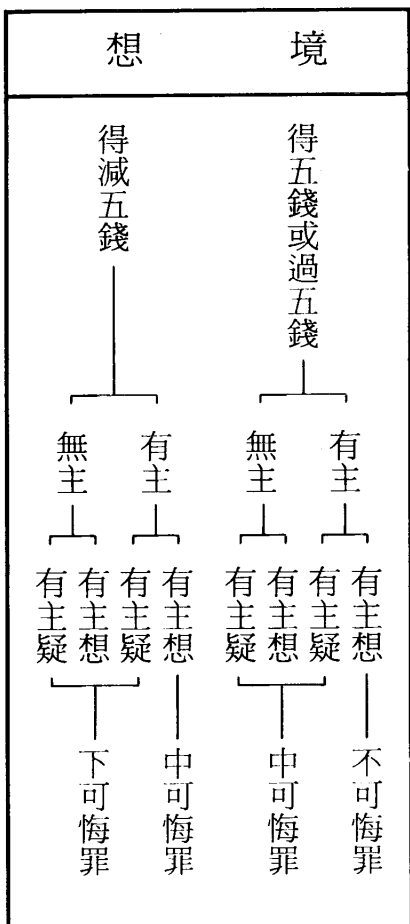 境想
得五錢或過五錢
有主
有主想
不可悔罪
有主疑
無主
有主想
有主疑
中可悔罪
得減五錢
有主
有主想
中可悔罪
有主疑
無主
有主想
有主疑
下可悔罪